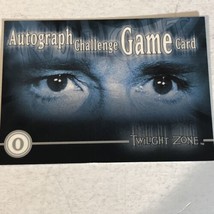 Autograph Challenge Game Card
0
TWILIGHT ZONE